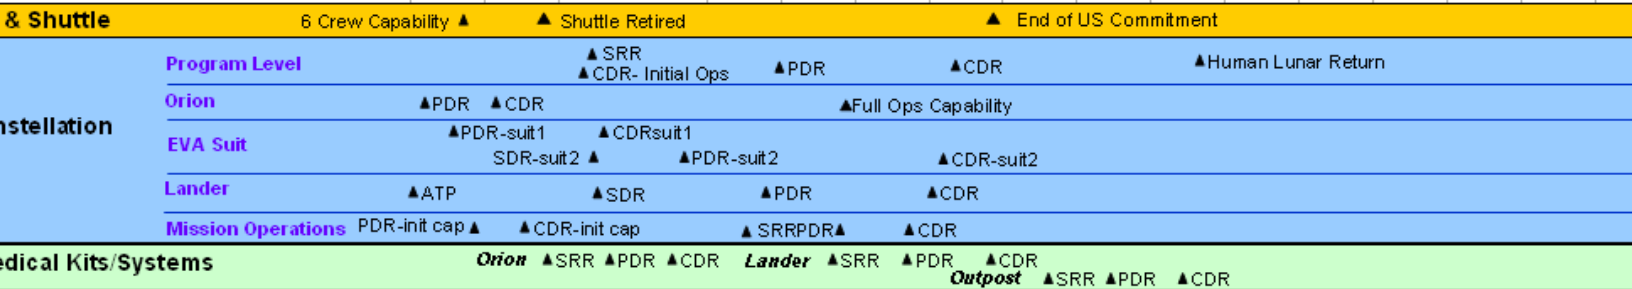 & Shuttle 6 Crew Capability ▲ ▲ Shuttle Retired ▲ End of US Commitment
▲SRR
Program Level ▲CDR- Initial Ops ▲PDR ▲CDR ▲Human Lunar Return
Orion ▲PDR ▲CDR ▲Full Ops Capability
nstellation
EVA Suit ▲PDR-suit1 ▲CDRsuit1
SDR-suit2 ▲ ▲PDR-suit2 ▲CDR-suit2
Lander ▲ATP ▲SDR ▲PDR ▲CDR
Mission Operations PDR-init cap▲ ▲CDR-init cap ▲ SRRPDR▲ ▲CDR
edical Kits/Systems Orion ▲SRR ▲PDR ▲CDR Lander ▲SRR ▲PDR ▲CDR
Outpost ▲SRR ▲PDR ▲CDR